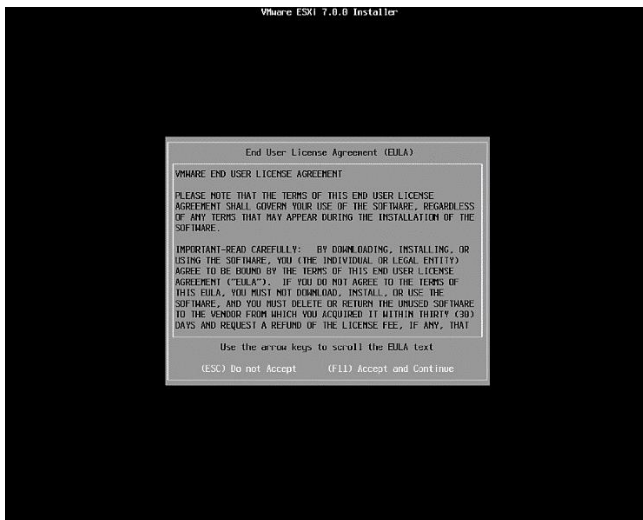 VMware ESXi 7.0.0 Installer
End User License Agreement (EULA)
VMWARE END USER LICENSE AGREEMENT
PLEASE NOTE THAT THE TERMS OF THIS END USER LICENSE
AGREEMENT SHALL GOVERN YOUR USE OF THE SOFTWARE, REGARDLESS
OF ANY TERMS THAT MAY APPEAR DURING THE INSTALLATION OF THE
SOFTWARE.
IMPORTANT-READ CAREFULLY:   BY DOWNLOADING, INSTALLING, OR
USING THE SOFTWARE, YOU (THE INDIVIDUAL OR LEGAL ENTITY)
AGREE TO BE BOUND BY THE TERMS OF THIS END USER LICENSE
AGREEMENT ("EULA").  IF YOU DO NOT AGREE TO THE TERMS OF
THIS EULA, YOU MUST NOT DOWNLOAD, INSTALL, OR USE THE
SOFTWARE, AND YOU MUST DELETE OR RETURN THE UNUSED SOFTWARE
TO THE VENDOR FROM WHICH YOU ACQUIRED IT WITHIN THIRTY (30)
DAYS AND REQUEST A REFUND OF THE LICENSE FEE, IF ANY, THAT
Use the arrow keys to scroll the EULA text
(ESC) Do not Accept     (F11) Accept and Continue